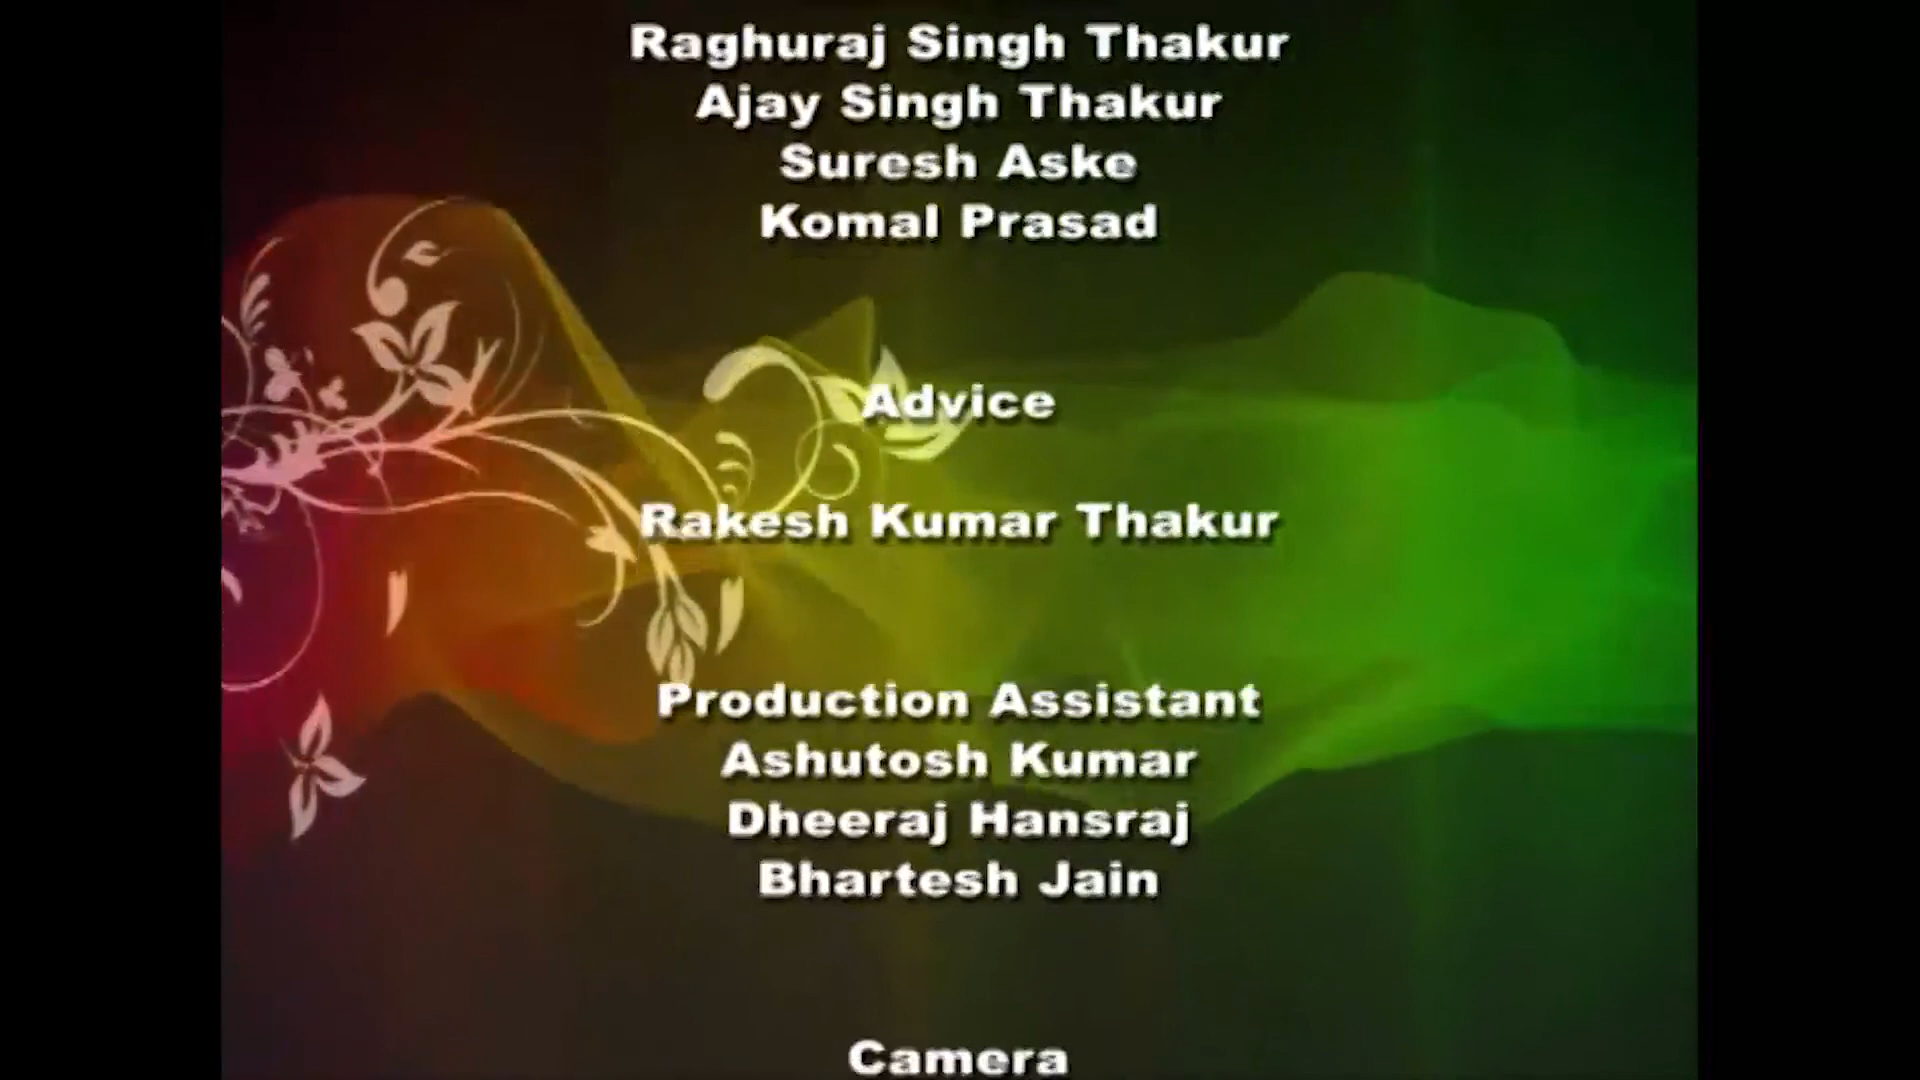 Raghuraj Singh Thakur
Ajay Singh Thakur
Suresh Aske
Komal Prasad
Advice
Rakesh Kumar Thakur
Production Assistant
Ashutosh Kumar
Dheeraj Hansraj
Bhartesh Jain
Camera